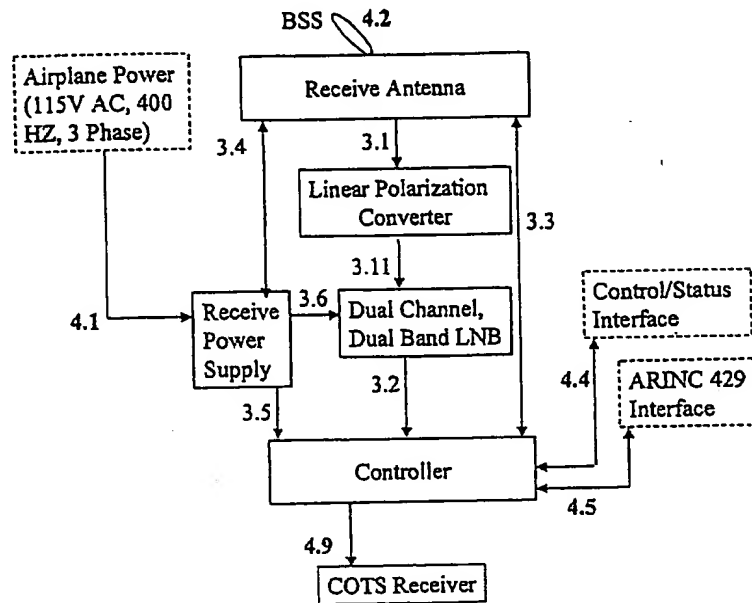 BSS
4.2
Airplane Power
(115V AC, 400
HZ, 3 Phase)
Receive Antenna
3.4
3.1
Linear Polarization
Converter
3.3
3.11
4.1
Receive
Power
Supply
3.6
Dual Channel,
Dual Band LNB
Control/Status
Interface
3.5
3.2
4.4
ARINC 429
Interface
Controller
4.5
4.9
COTS Receiver